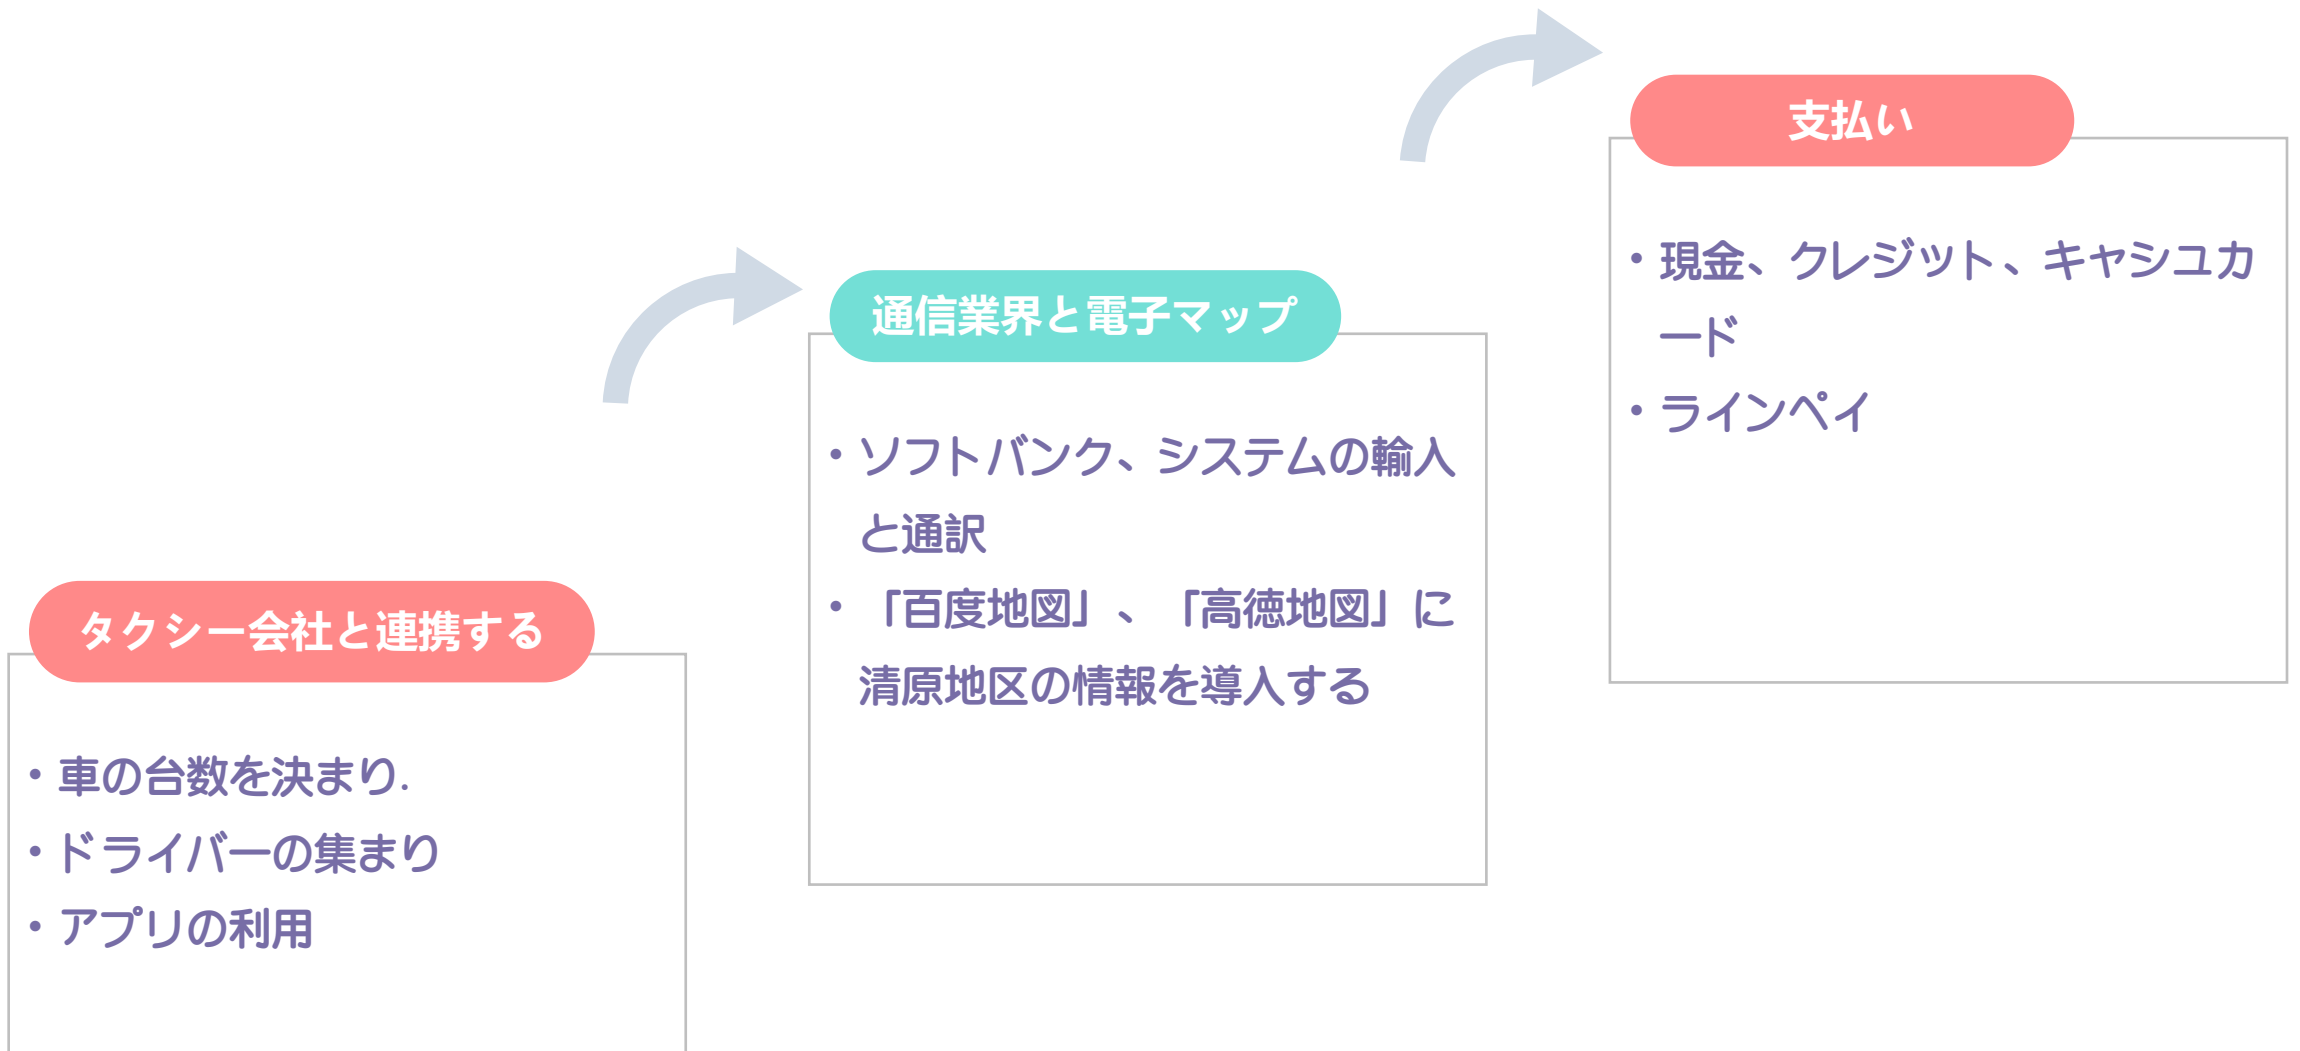 支払い
・現金、クレジット、キャシユカ
ード
・ラインペイ
通信業界と電子マップ
・ソフトバンク、システムの輸入
と通訳
・「百度地図」、「高徳地図」に
清原地区の情報を導入する
タクシー会社と連携する
・車の台数を決まり.
・ドライバーの集まり
・アプリの利用